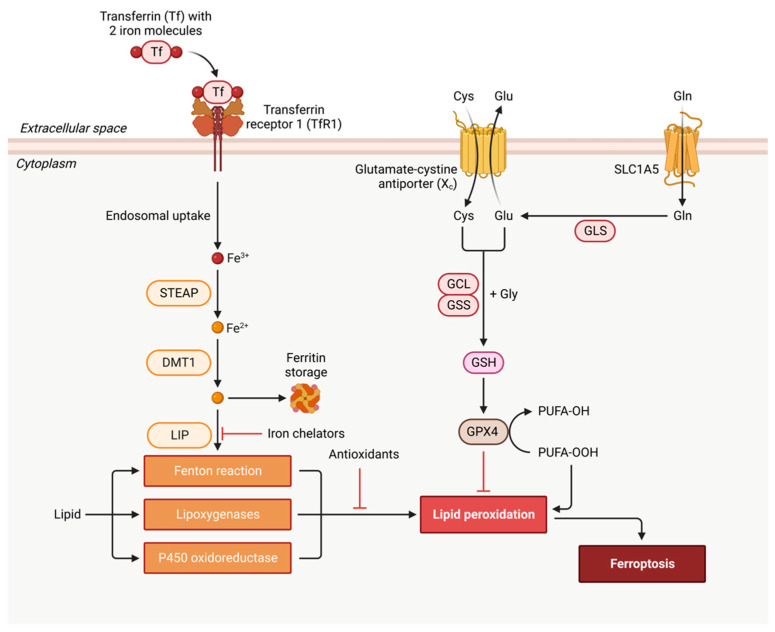 Transferrin (Tf) with
2 iron molecules
Tf
Tf
Transferrin
receptor 1 (TfR1)
Cys
Glu
Gln
Extracellular space
Cytoplasm
Glutamate-cystine
antiporter (Xc)
SLC1A5
Endosomal uptake
Cys
Glu
Gln
GLS
Fe3+
STEAP
GCL
GSS
+ Gly
Fe2+
DMT1
Ferritin
storage
GSH
LIP
Iron chelators
GPX4
PUFA-OH
PUFA-OOH
Antioxidants
Fenton reaction
Lipid
Lipoxygenases
Lipid peroxidation
P450 oxidoreductase
Ferroptosis